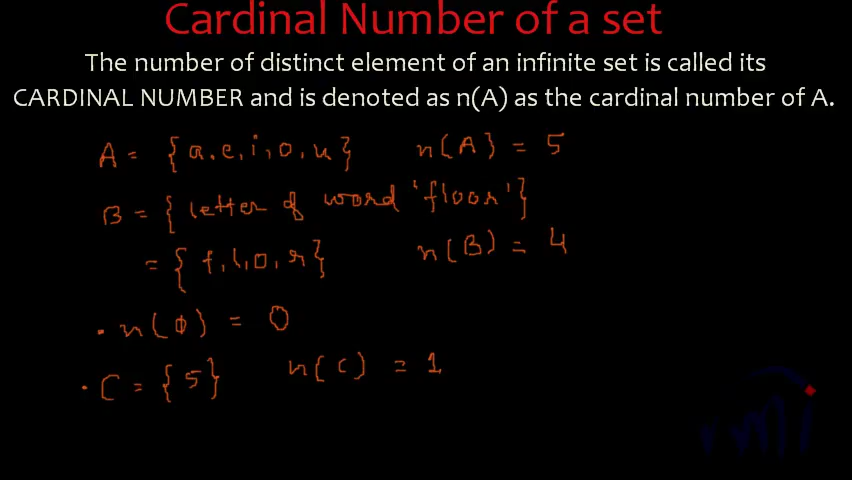 Cardinal Number of a set
The number of distinct element of an infinite set is called its
CARDINAL NUMBER and is denoted as n(A) as the cardinal number of A.
A = {a, e, i, o, u} n(A) = 5
B = {letter of word 'floor'}
= {f, l, o, r} n(B) = 4
• n(φ) = 0
• C = {5} n(C) = 1
rmi